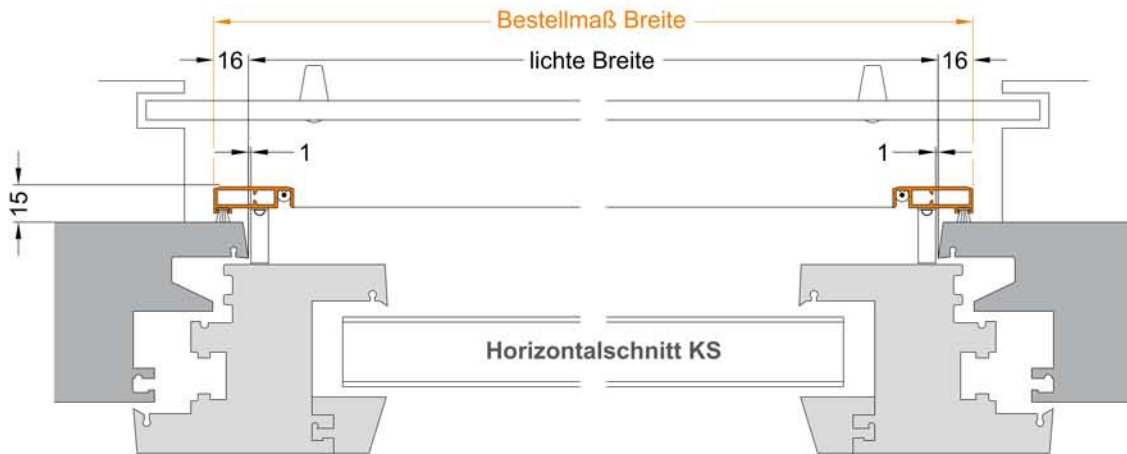 Bestellmaß Breite
16 lichte Breite 16
1 1
15
Horizontalschnitt KS